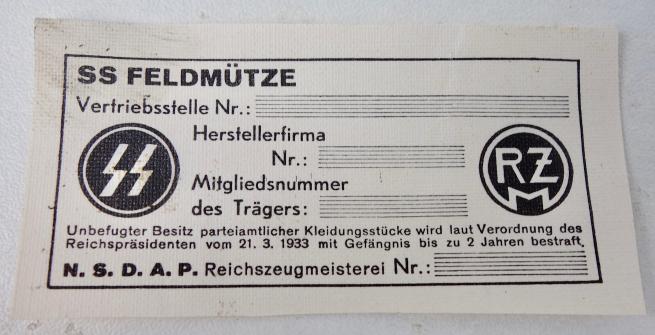 SS FELDMÜTZE
Vertriebsstelle Nr.:
Herstellerfirma
Nr.:
Mitgliedsnummer
des Trägers:
RZM
Unbefugter Besitz parteiamtlicher Kleidungsstücke wird laut Verordnung des
Reichspräsidenten vom 21. 3. 1933 mit Gefängnis bis zu 2 Jahren bestraft.
N. S. D. A. P. Reichszeugmeisterei Nr.: